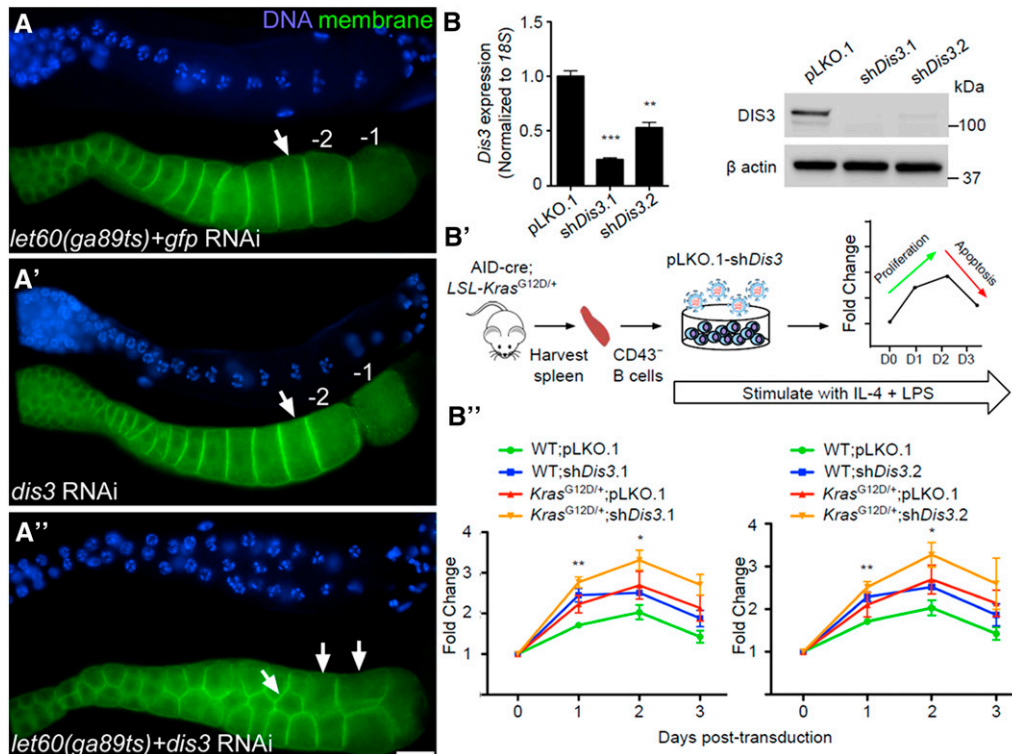 A
DNA membrane
-2
-1
let60(ga89ts)+gfp RNAi
A'
-2
-1
dis3 RNAi
A''
let60(ga89ts)+dis3 RNAi
B
Dis3 expression
(Normalized to 18S)
1.5
1.0
0.5
0
***
**
pLKO.1
shDis3.1
shDis3.2
pLKO.1
shDis3.1
shDis3.2
kDa
DIS3
-100
β actin
-37
B'
AID-cre;
LSL-KrasG12D/+
Harvest
spleen
CD43⁻
B cells
pLKO.1-shDis3
Fold Change
Proliferation
Apoptosis
D0 D1 D2 D3
Stimulate with IL-4 + LPS
B''
WT;pLKO.1
WT;shDis3.1
KrasG12D/+;pLKO.1
KrasG12D/+;shDis3.1
Fold Change
4
3
2
1
**
*
0 1 2 3
WT;pLKO.1
WT;shDis3.2
KrasG12D/+;pLKO.1
KrasG12D/+;shDis3.2
Fold Change
4
3
2
1
**
*
0 1 2 3
Days post-transduction